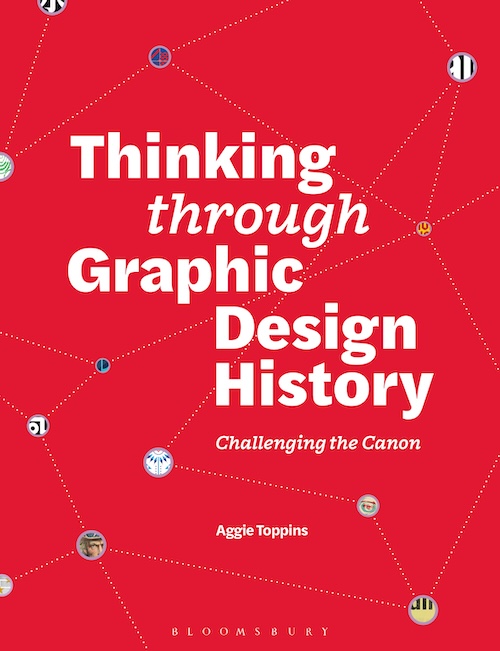 Thinking
through
Graphic
Design
History
Challenging the Canon
Aggie Toppins
BLOOMSBURY